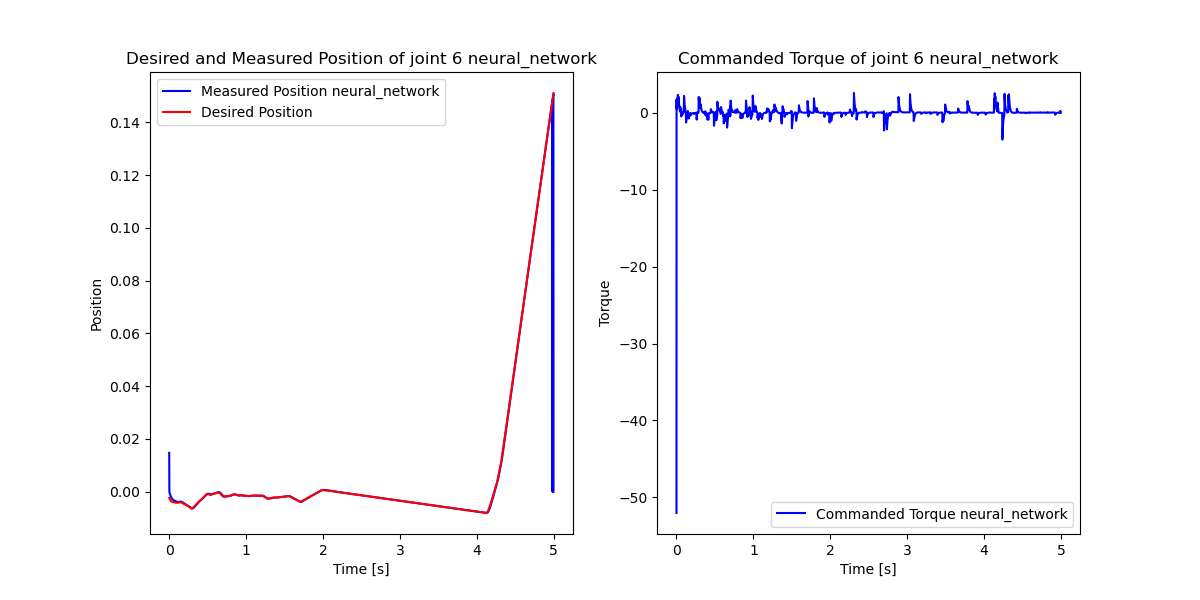 Desired and Measured Position of joint 6 neural_network
Measured Position neural_network
Desired Position
0.14
0.12
0.10
0.08
0.06
0.04
0.02
0.00
Position
0 1 2 3 4 5
Time [s]
Commanded Torque of joint 6 neural_network
0
−10
−20
−30
−40
−50
Torque
Commanded Torque neural_network
0 1 2 3 4 5
Time [s]